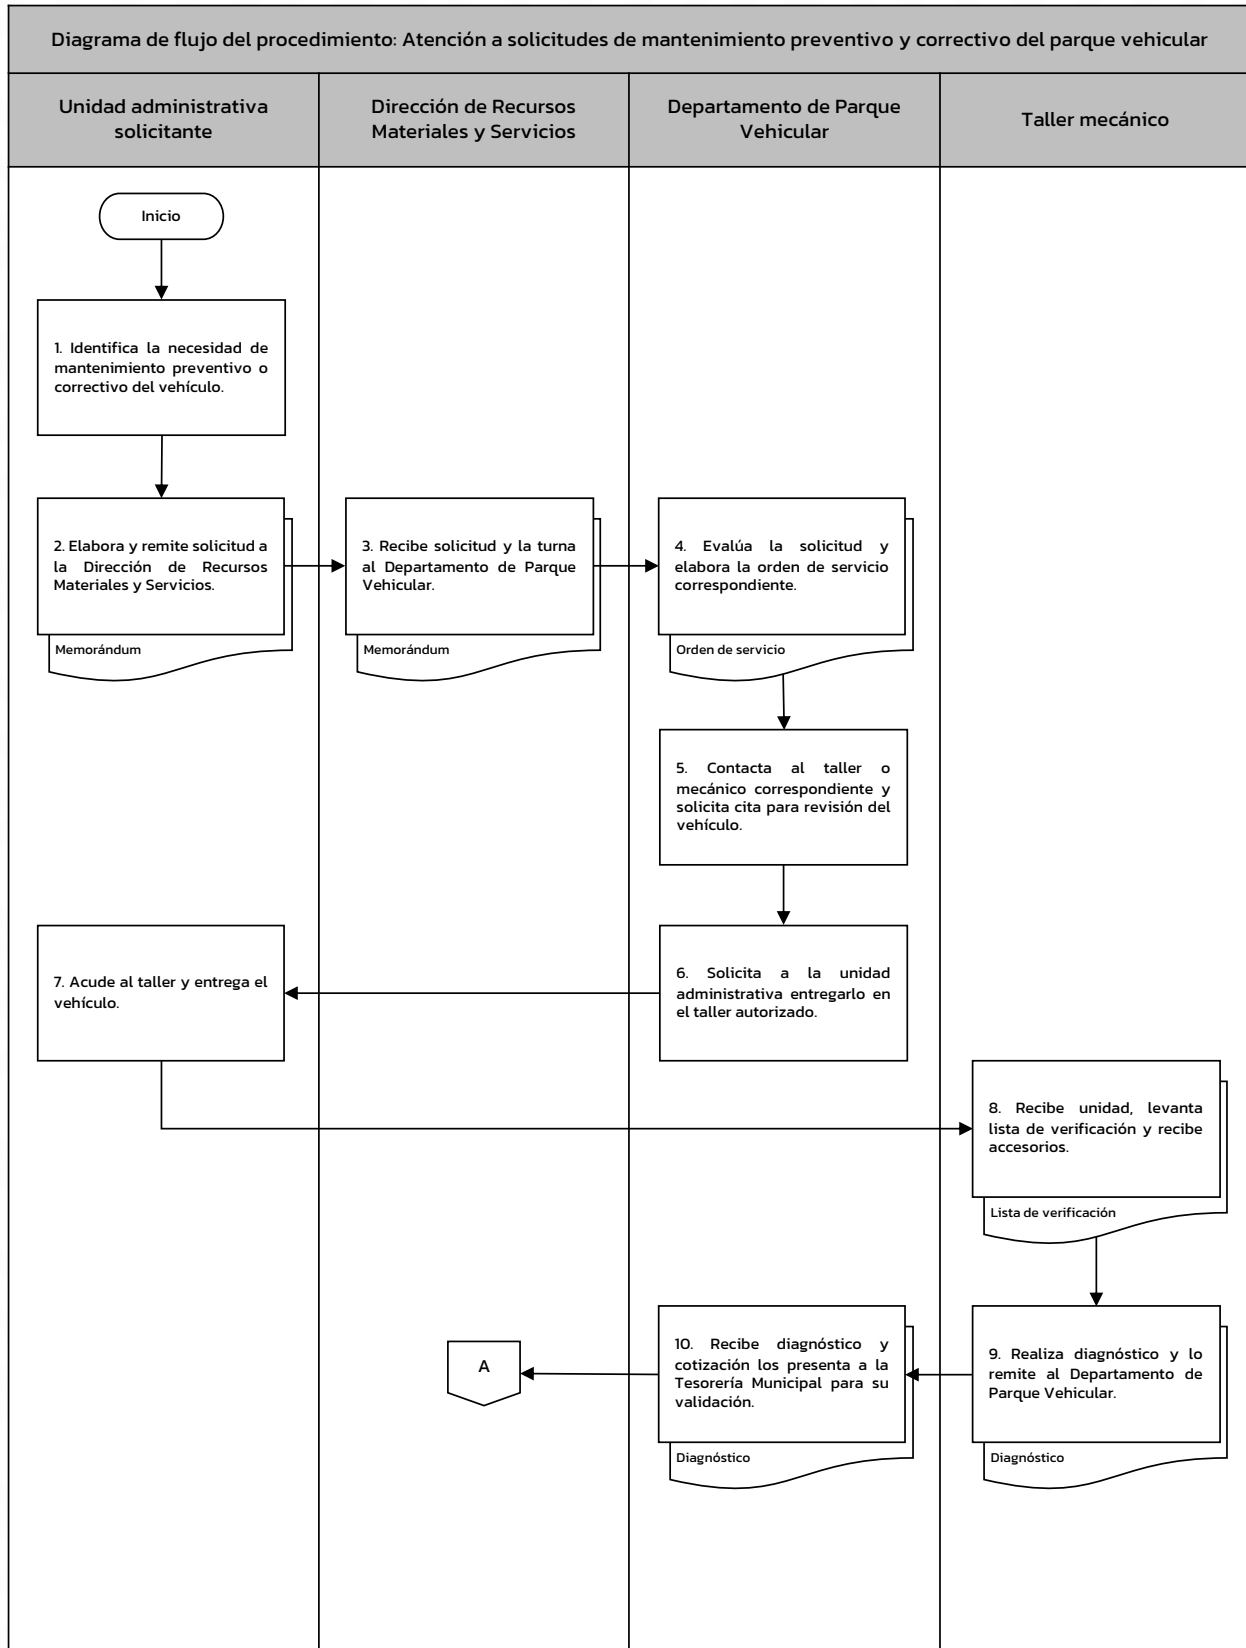 Diagrama de flujo del procedimiento: Atención a solicitudes de mantenimiento preventivo y correctivo del parque vehicular
Unidad administrativa
solicitante
Dirección de Recursos
Materiales y Servicios
Departamento de Parque
Vehicular
Taller mecánico
Inicio
1. Identifica la necesidad de
mantenimiento preventivo o
correctivo del vehículo.
2. Elabora y remite solicitud a
la Dirección de Recursos
Materiales y Servicios.
Memorándum
3. Recibe solicitud y la turna
al Departamento de Parque
Vehicular.
Memorándum
4. Evalúa la solicitud y
elabora la orden de servicio
correspondiente.
Orden de servicio
5. Contacta al taller o
mecánico correspondiente y
solicita cita para revisión del
vehículo.
6. Solicita a la unidad
administrativa entregarlo en
el taller autorizado.
7. Acude al taller y entrega el
vehículo.
8. Recibe unidad, levanta
lista de verificación y recibe
accesorios.
Lista de verificación
9. Realiza diagnóstico y lo
remite al Departamento de
Parque Vehicular.
Diagnóstico
10. Recibe diagnóstico y
cotización los presenta a la
Tesorería Municipal para su
validación.
Diagnóstico
A